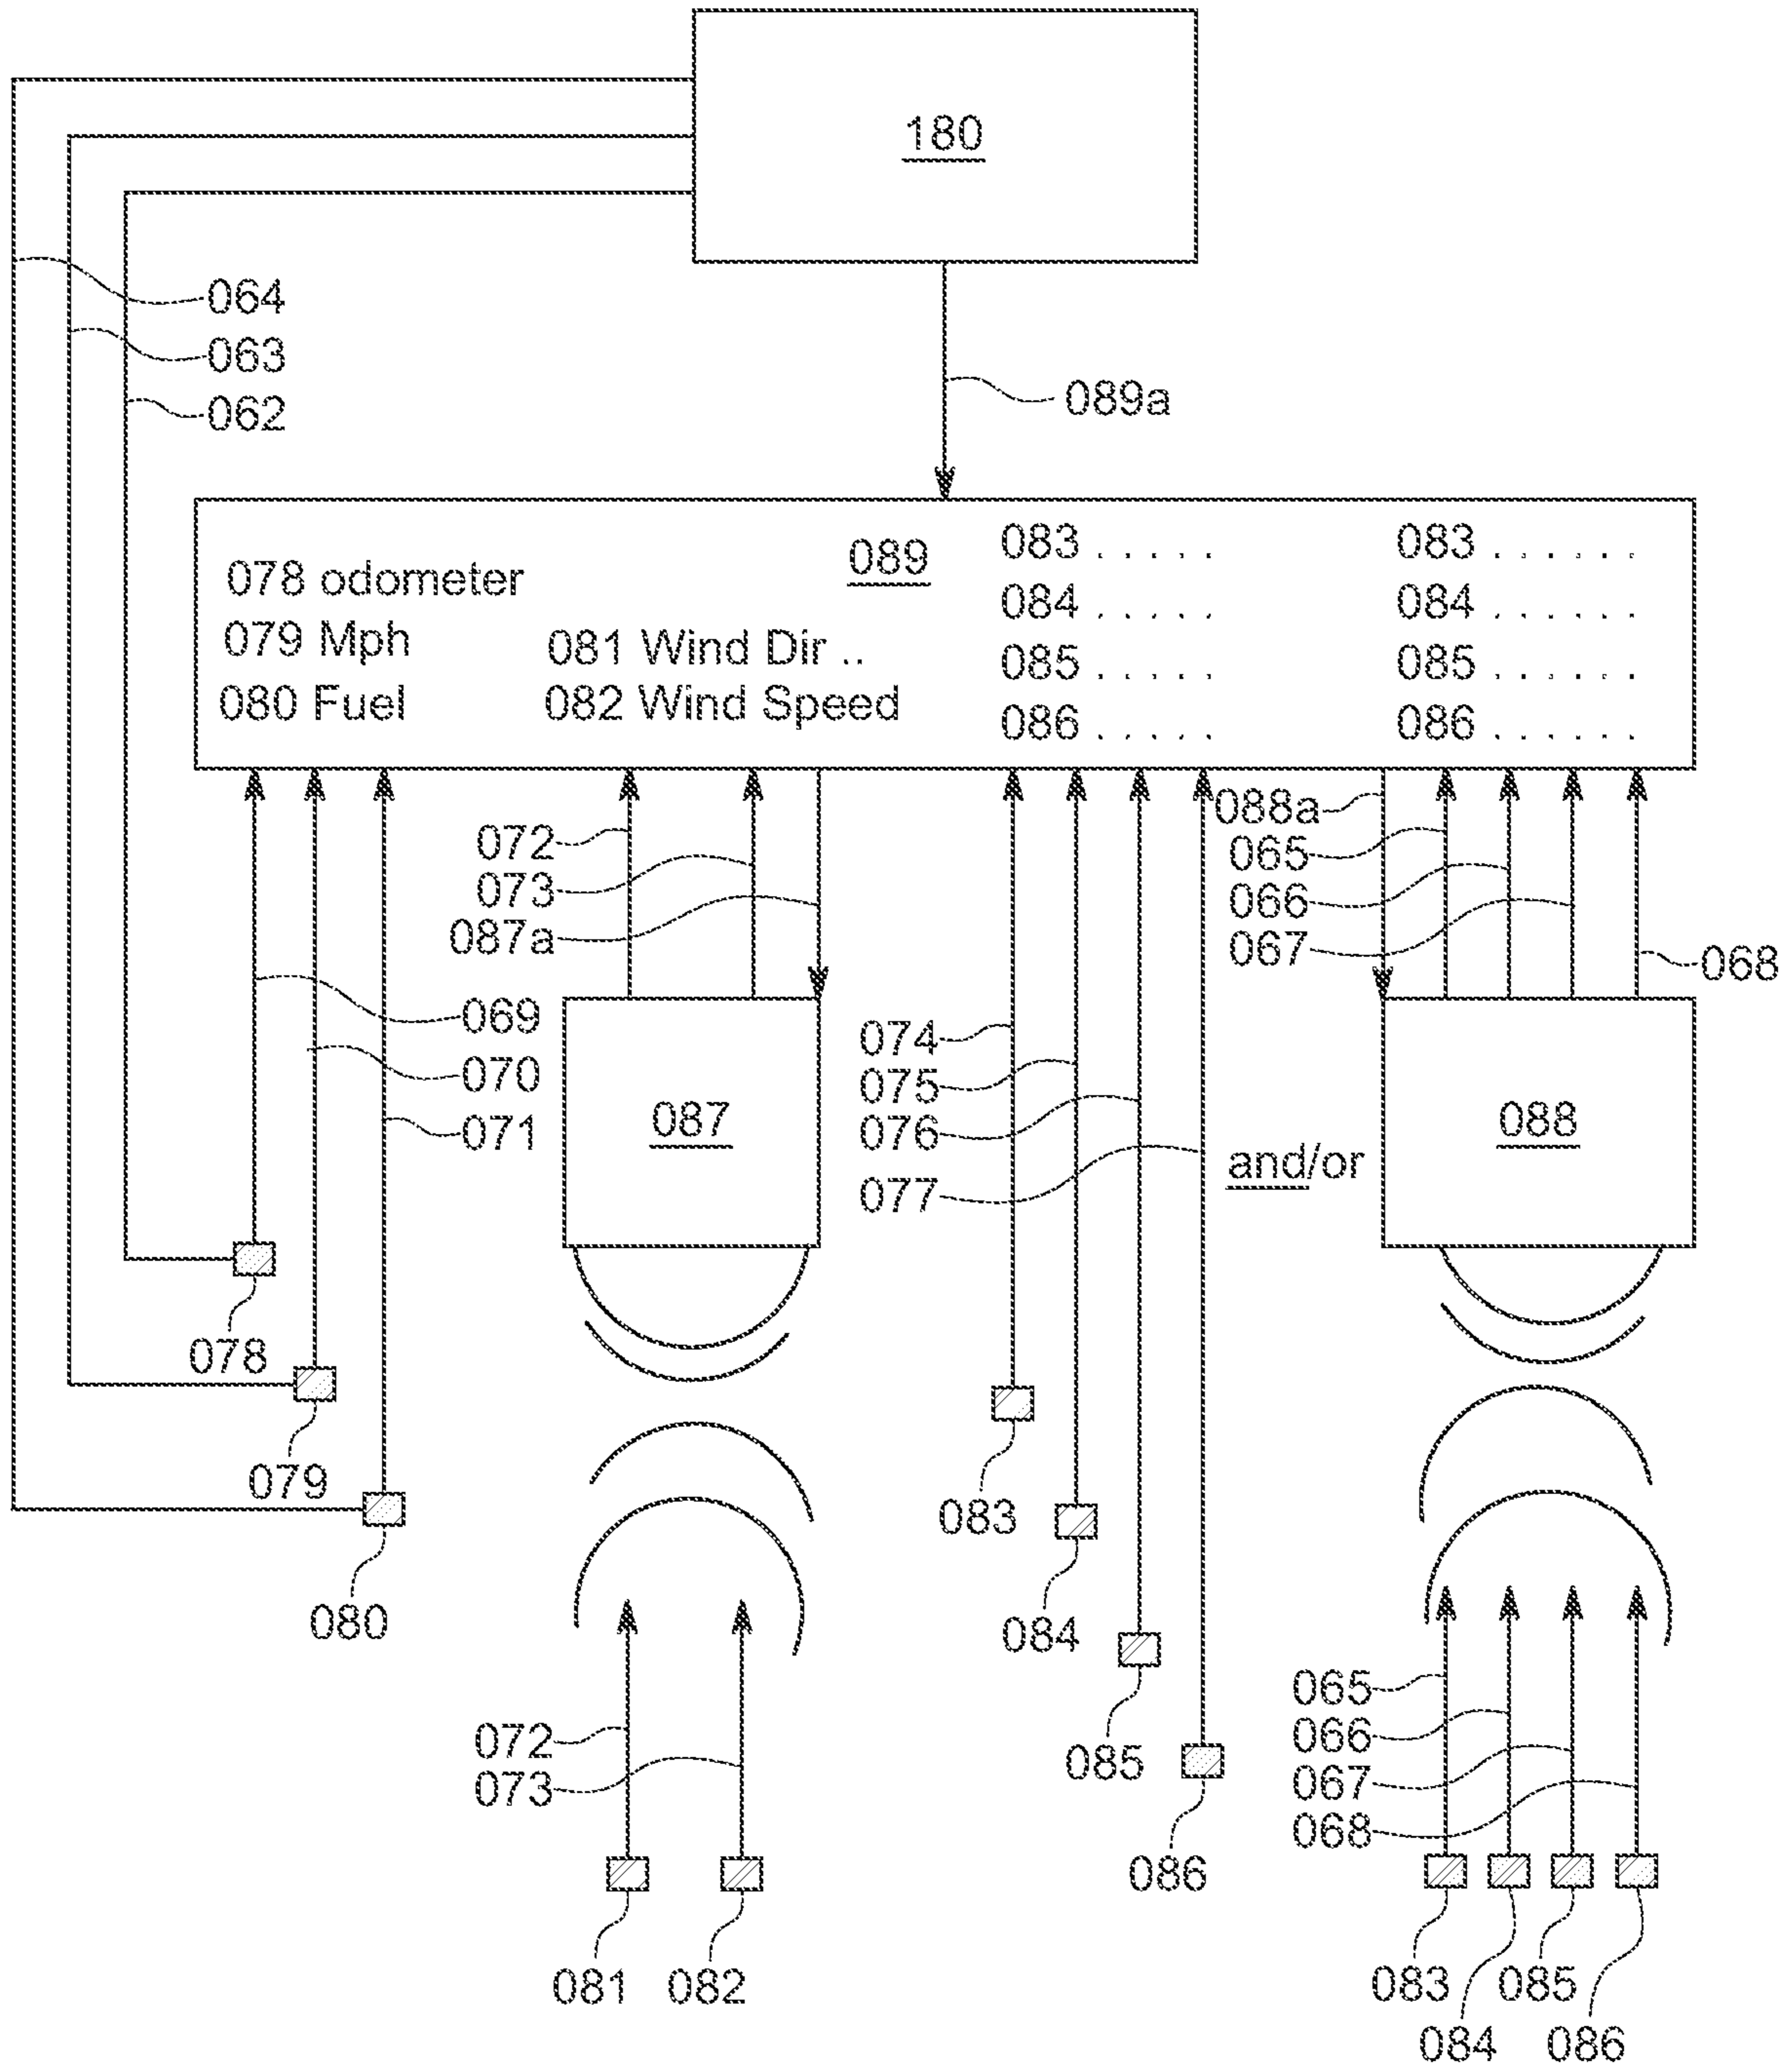 180
064
063
062
089a
078 odometer
079 Mph
080 Fuel
081 Wind Dir ..
082 Wind Speed
089
083 . . . . .
084 . . . . .
085 . . . . .
086 . . . . .
083 . . . . . .
084 . . . . . .
085 . . . . . .
086 . . . . . .
072
073
087a
088a
065
066
067
068
069
070
071
087
074
075
076
077
and/or
088
078
079
080
083
084
085
086
072
073
081
082
065
066
067
068
083
084
085
086